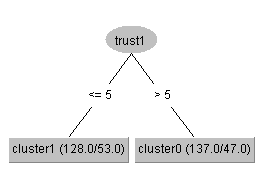 trust1
<= 5
> 5
cluster1 (128.0/53.0)
cluster0 (137.0/47.0)